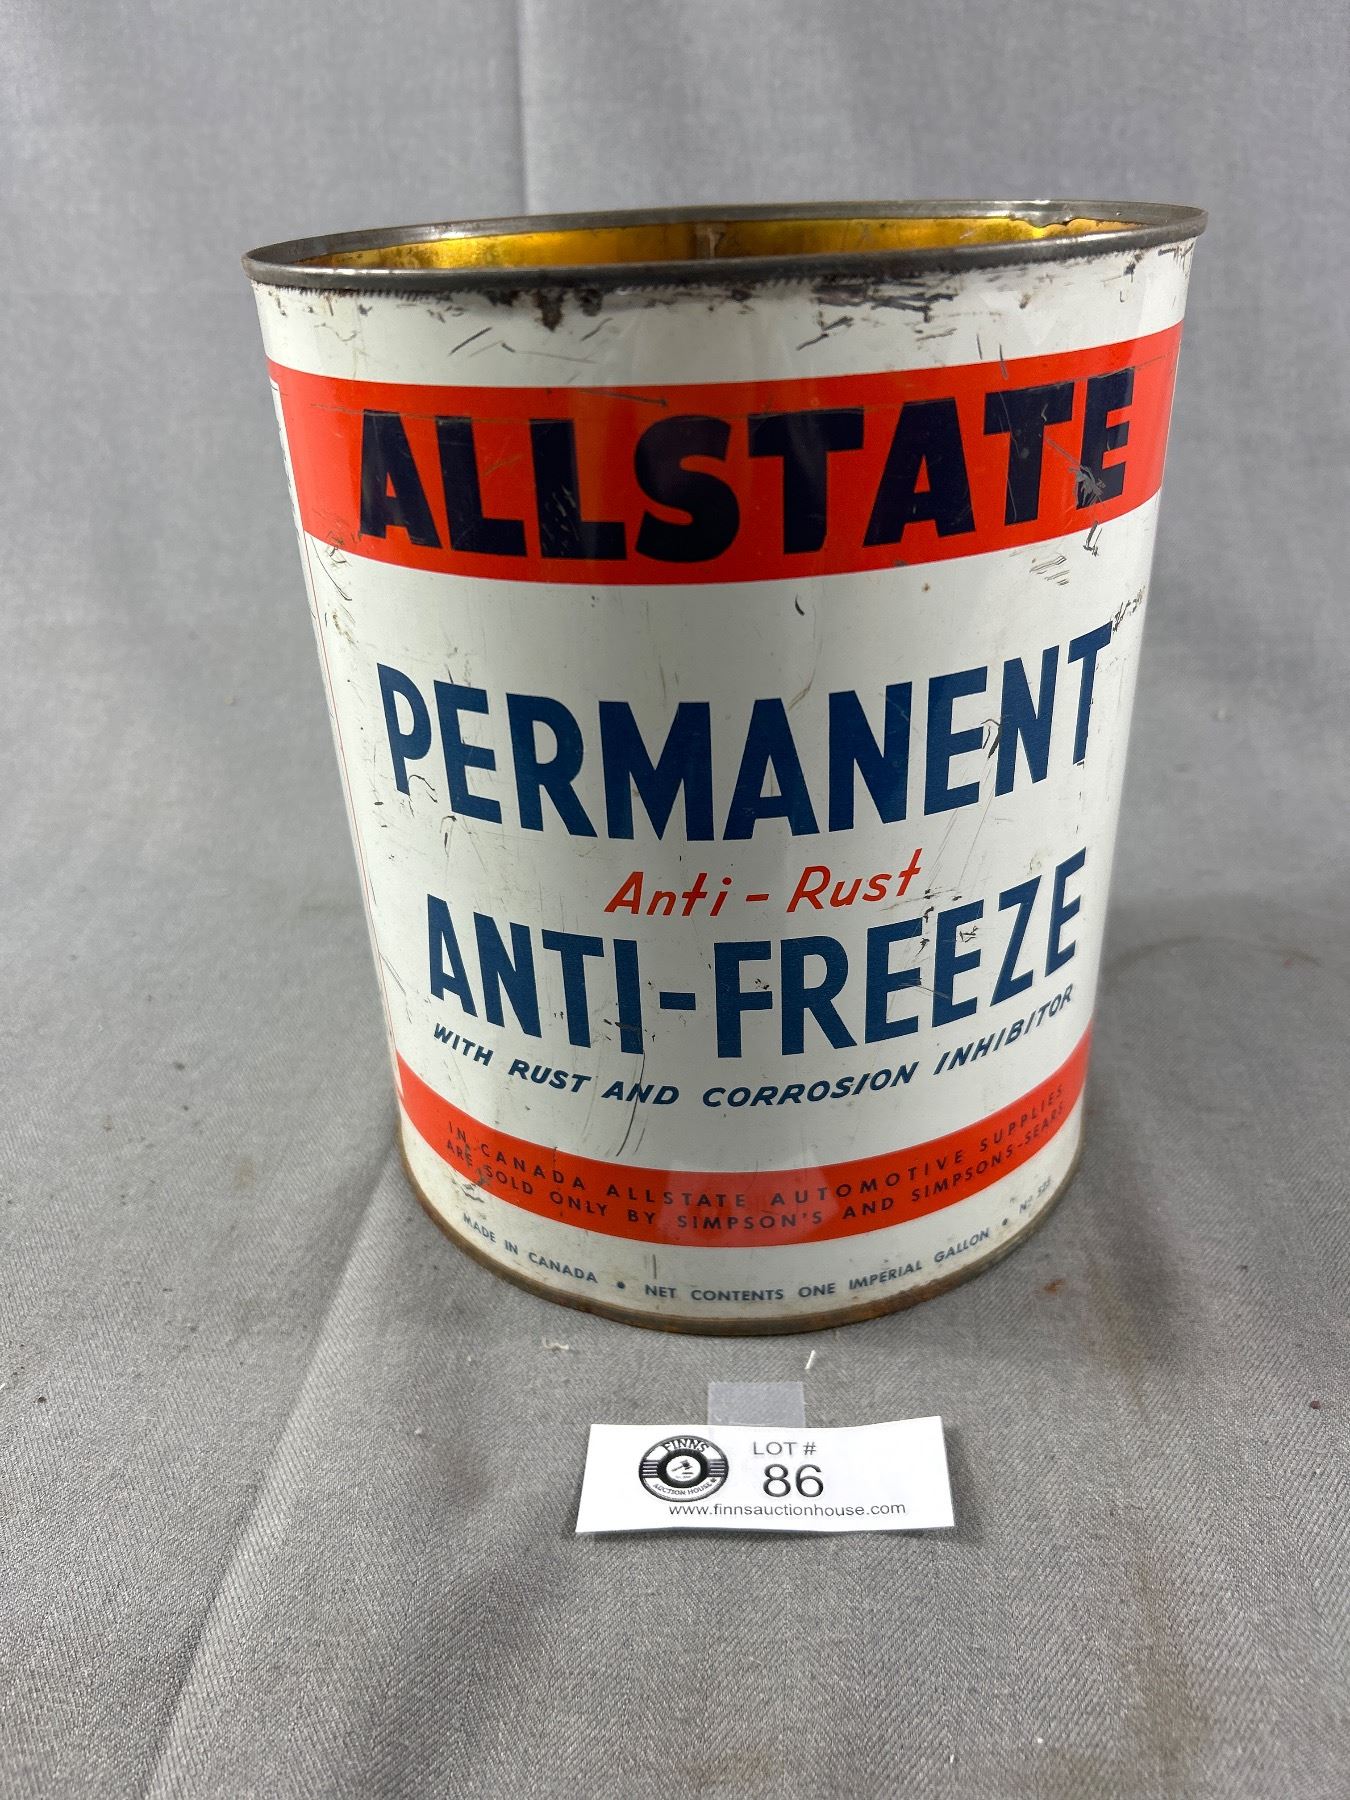 ALLSTATE
PERMANENT
Anti-Rust
ANTI-FREEZE
WITH RUST AND CORROSION INHIBITOR
IN CANADA ALLSTATE AUTOMOTIVE SUPPLIES
ARE SOLD ONLY BY SIMPSON'S AND SIMPSONS-SEARS
MADE IN CANADA • NET CONTENTS ONE IMPERIAL GALLON • No
FINNS
AUCTION HOUSE
LOT #
86
www.finnsauctionhouse.com